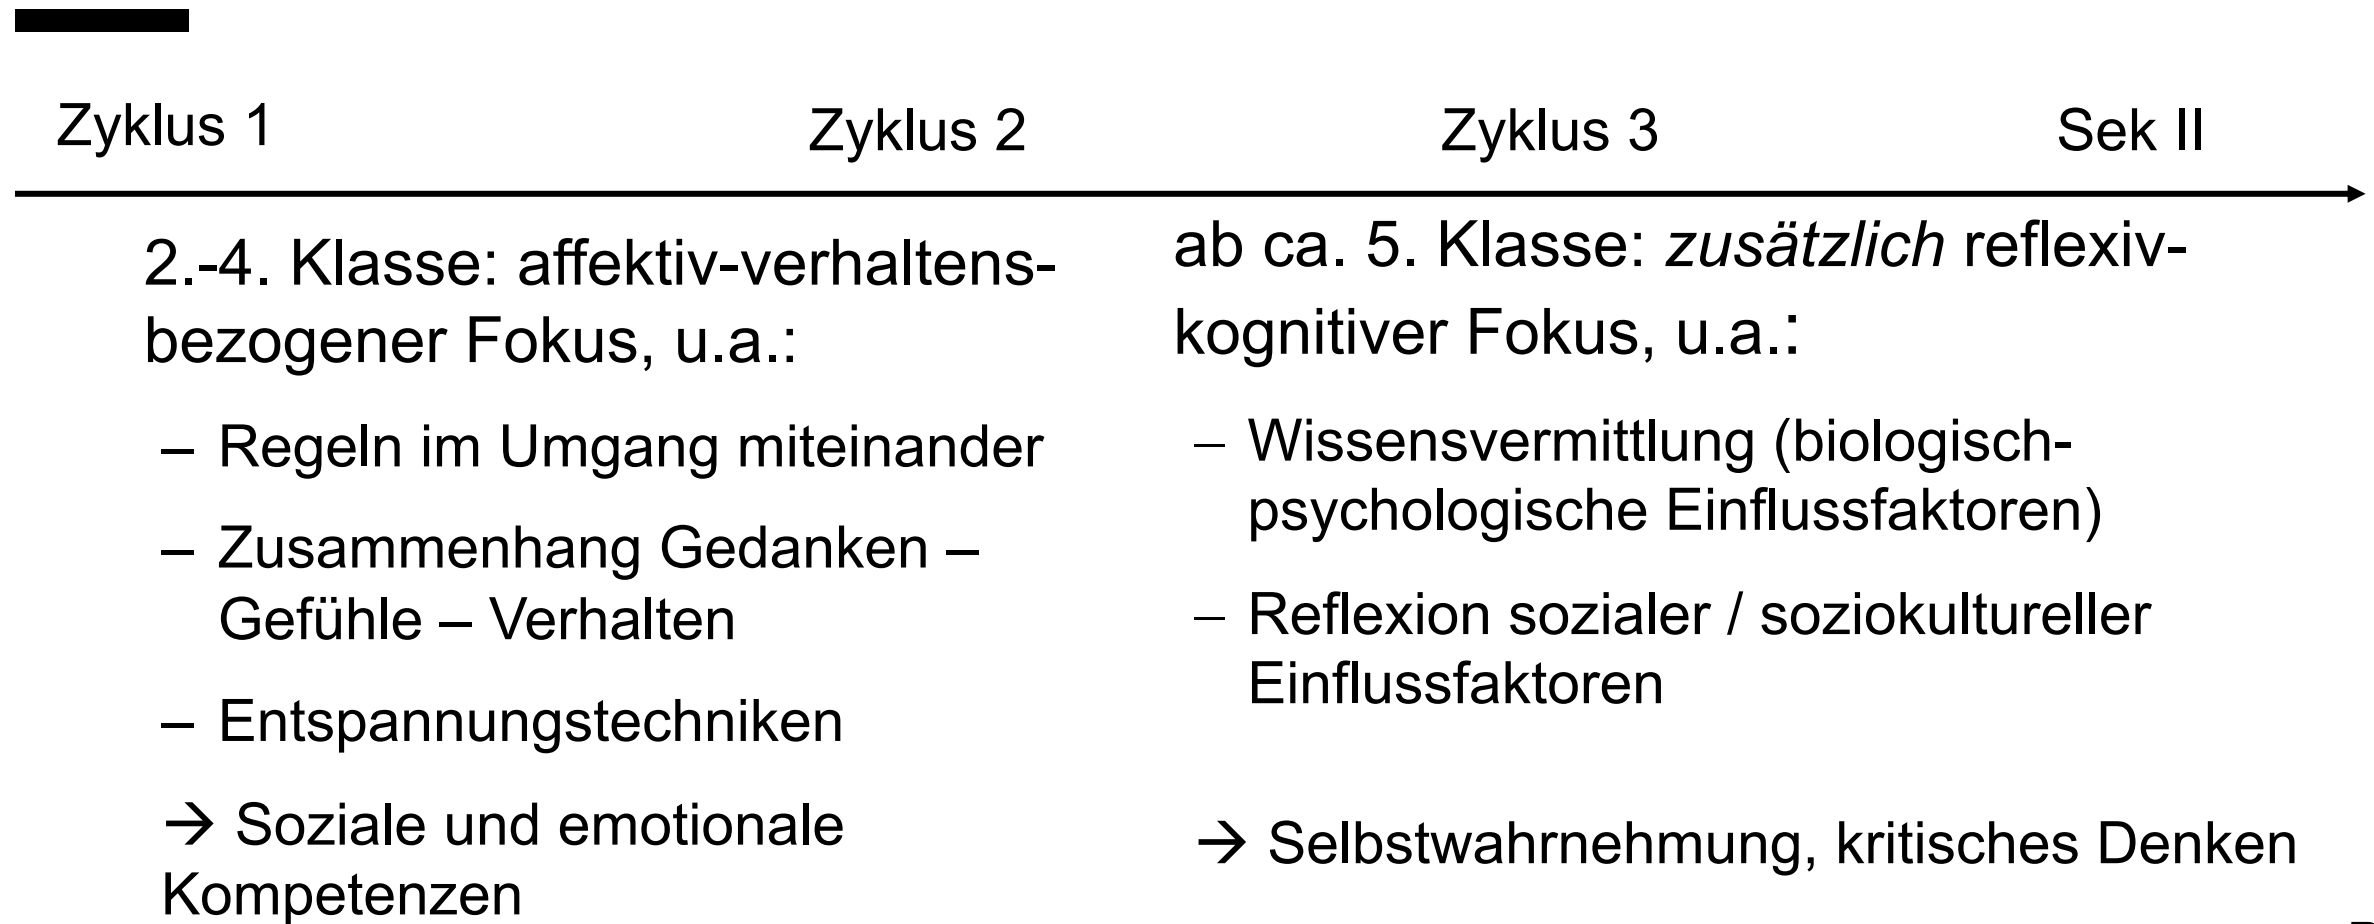 Zyklus 1
Zyklus 2
Zyklus 3
Sek II
2.-4. Klasse: affektiv-verhaltens-
bezogener Fokus, u.a.:
– Regeln im Umgang miteinander
– Zusammenhang Gedanken –
Gefühle – Verhalten
– Entspannungstechniken
→ Soziale und emotionale
Kompetenzen
ab ca. 5. Klasse: zusätzlich reflexiv-
kognitiver Fokus, u.a.:
– Wissensvermittlung (biologisch-
psychologische Einflussfaktoren)
– Reflexion sozialer / soziokultureller
Einflussfaktoren
→ Selbstwahrnehmung, kritisches Denken